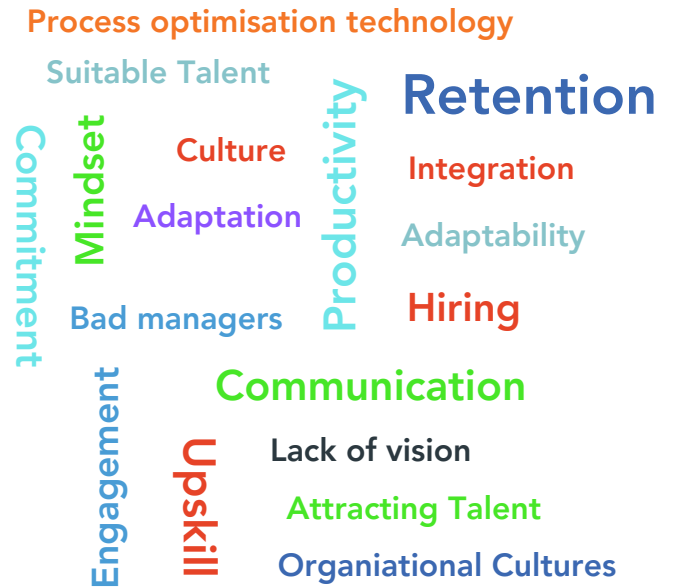 Process optimisation technology
Suitable Talent
Retention
Productivity
Commitment
Mindset
Culture
Integration
Adaptation
Adaptability
Bad managers
Hiring
Communication
Engagement
Upskill
Lack of vision
Attracting Talent
Organiational Cultures